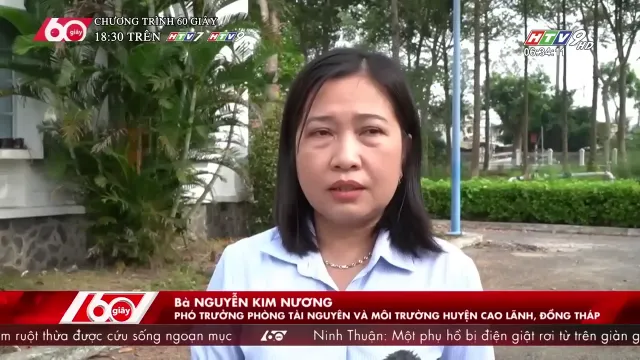 60 giây
CHƯƠNG TRÌNH 60 GIÂY
18:30 TRÊN HTV7 HTV9
HTV9 HD
Bà NGUYỄN KIM NƯƠNG
PHÓ TRƯỞNG PHÒNG TÀI NGUYÊN VÀ MÔI TRƯỜNG HUYỆN CAO LÃNH, ĐỒNG THÁP
60 giây
m ruột thừa được cứu sống ngoạn mục
Ninh Thuận: Một phụ hồ bị điện giật rơi từ trên giàn g